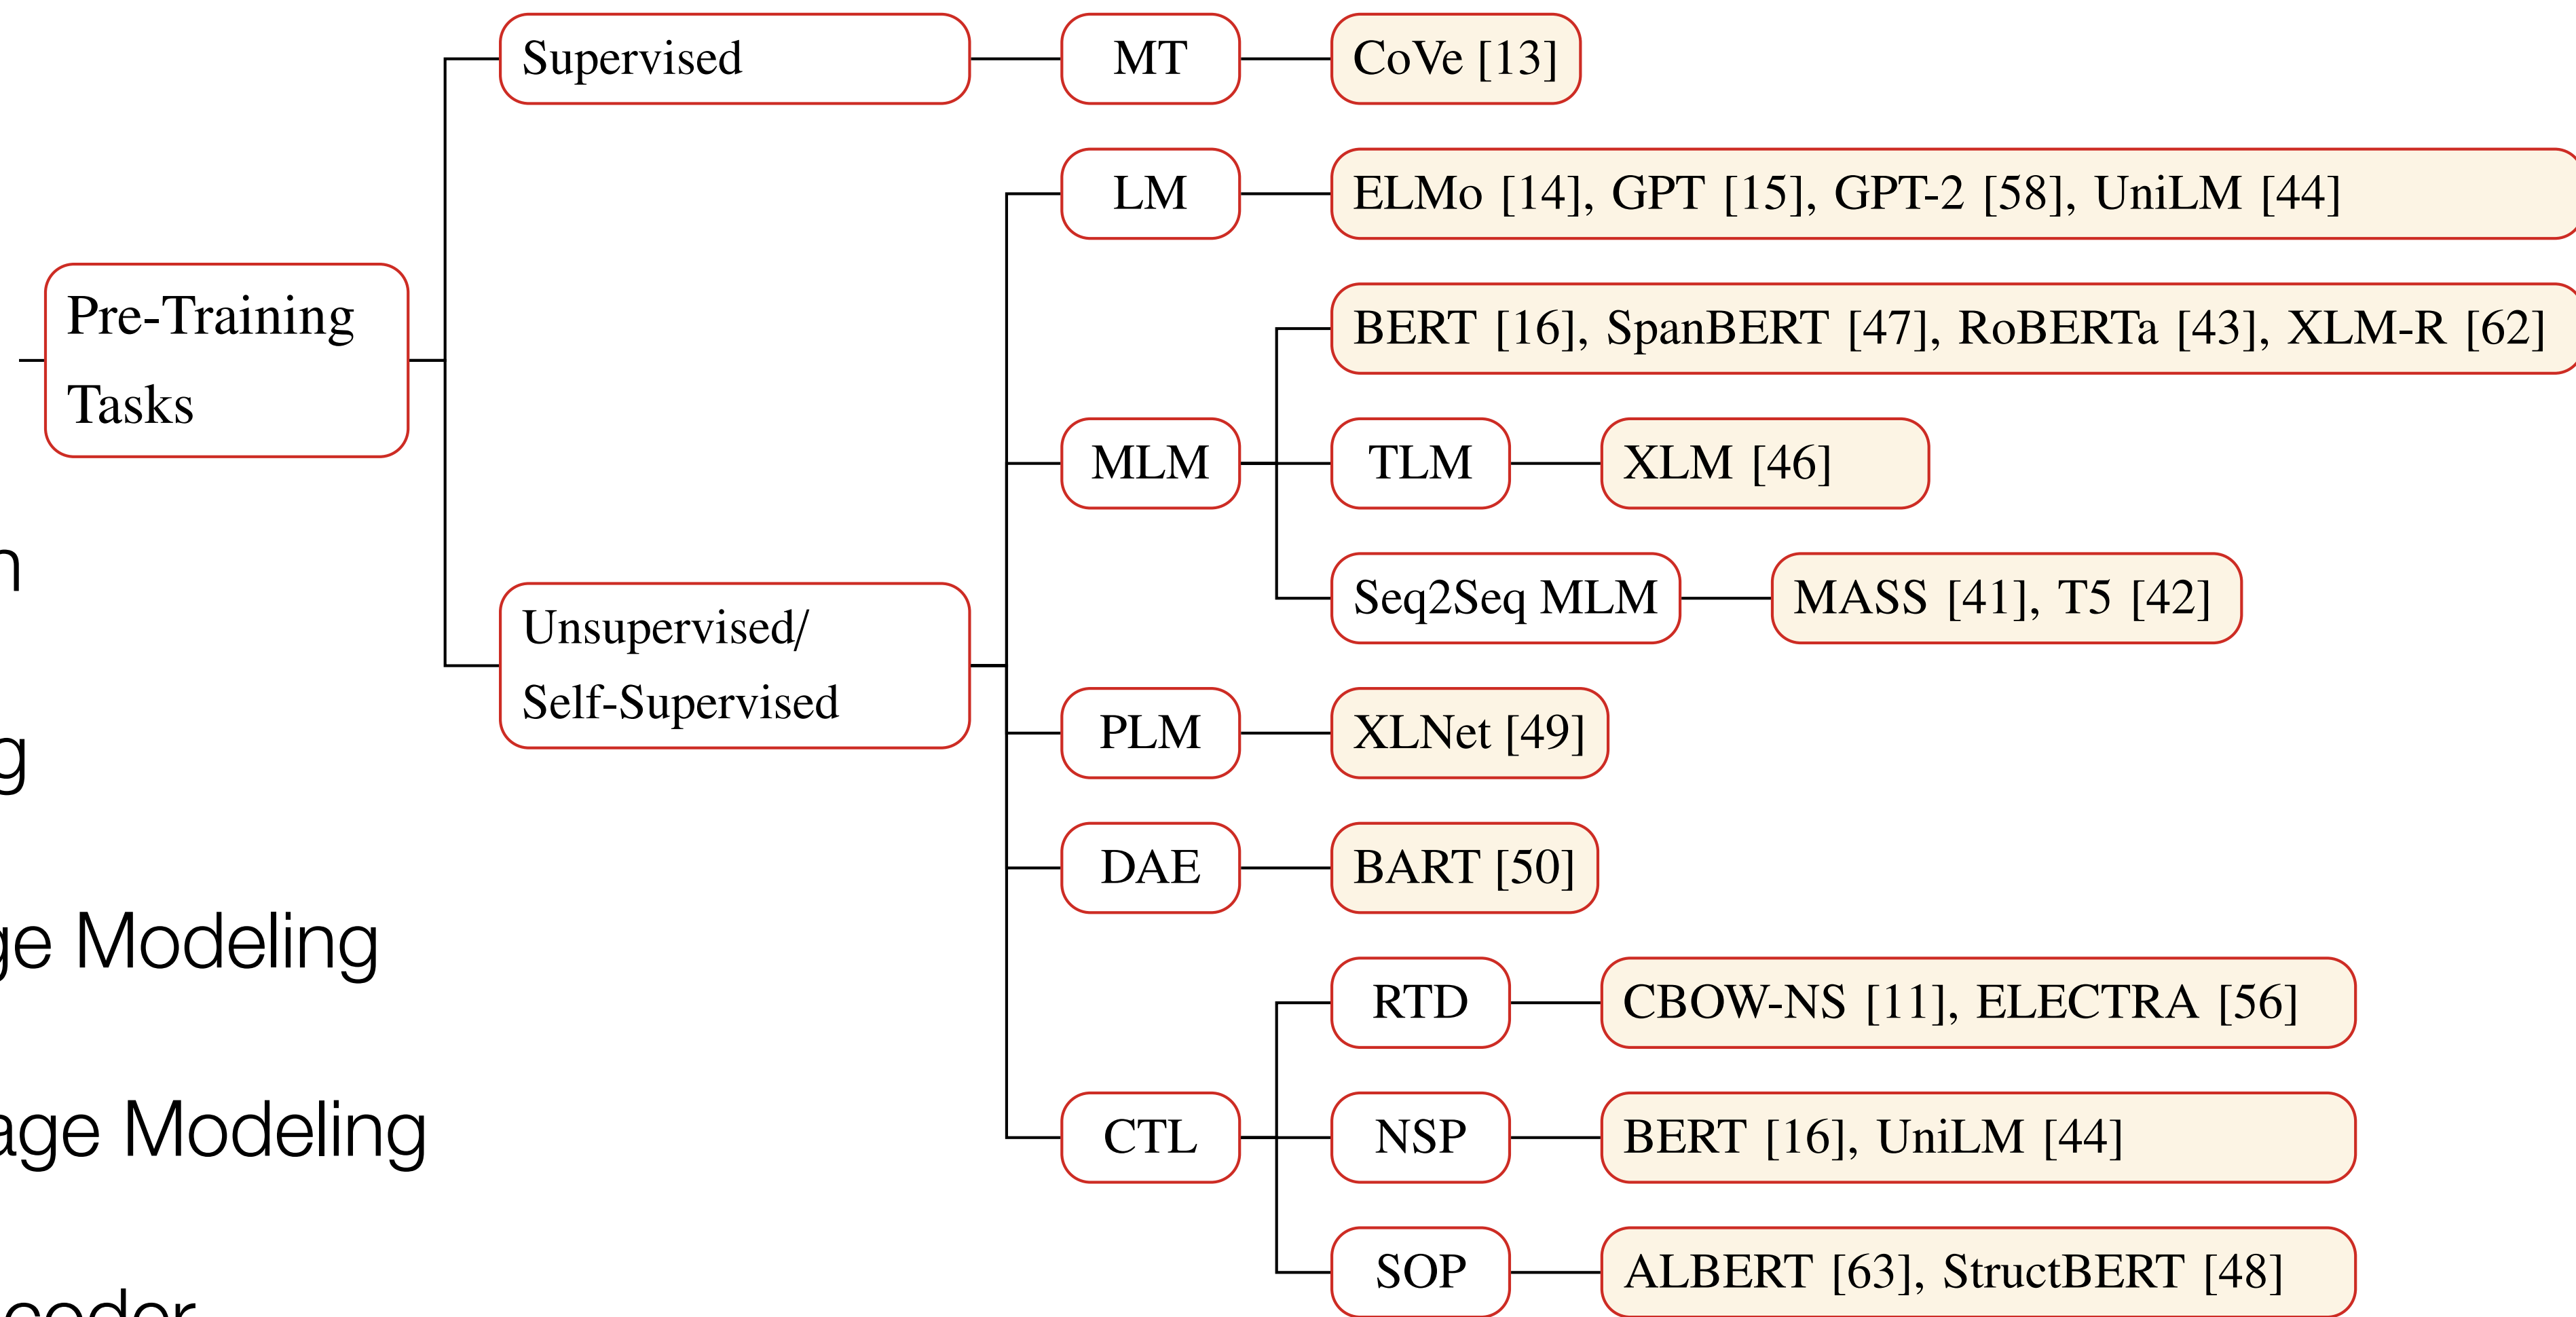 Supervised
MT
CoVe [13]
LM
ELMo [14], GPT [15], GPT-2 [58], UniLM [44]
Pre-Training
Tasks
BERT [16], SpanBERT [47], RoBERTa [43], XLM-R [62]
MLM
TLM
XLM [46]
Seq2Seq MLM
MASS [41], T5 [42]
Unsupervised/
Self-Supervised
PLM
XLNet [49]
DAE
BART [50]
RTD
CBOW-NS [11], ELECTRA [56]
CTL
NSP
BERT [16], UniLM [44]
SOP
ALBERT [63], StructBERT [48]
n
g
ge Modeling
age Modeling
coder